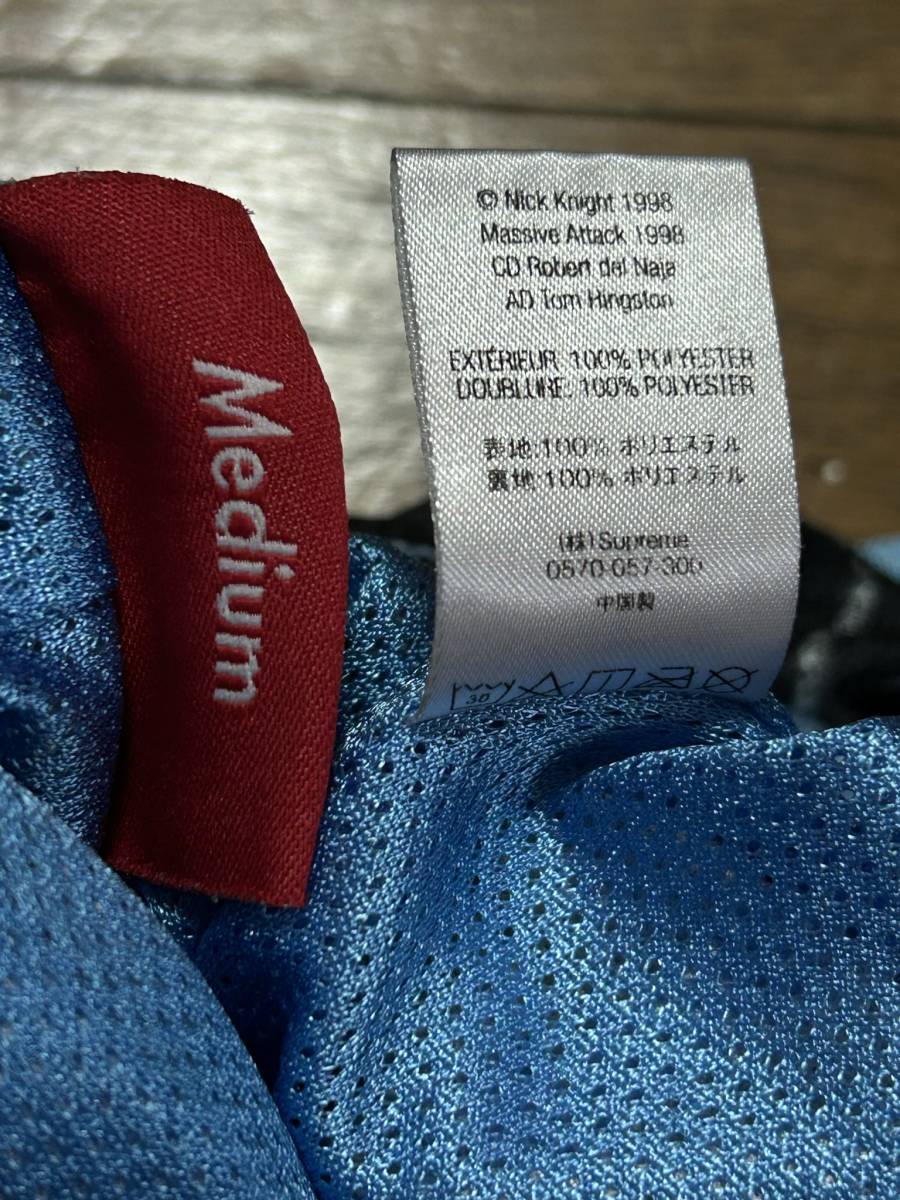 Medium
© Nick Knight 1998
Massive Attack 1998
CD Robert del Naja
AD Tom Hingston
EXTÉRIEUR: 100% POLYESTER
DOUBLURE: 100% POLYESTER
表地:100% ポリエステル
裏地:100% ポリエステル
(株)Supreme
0570-057-300
中国製
30